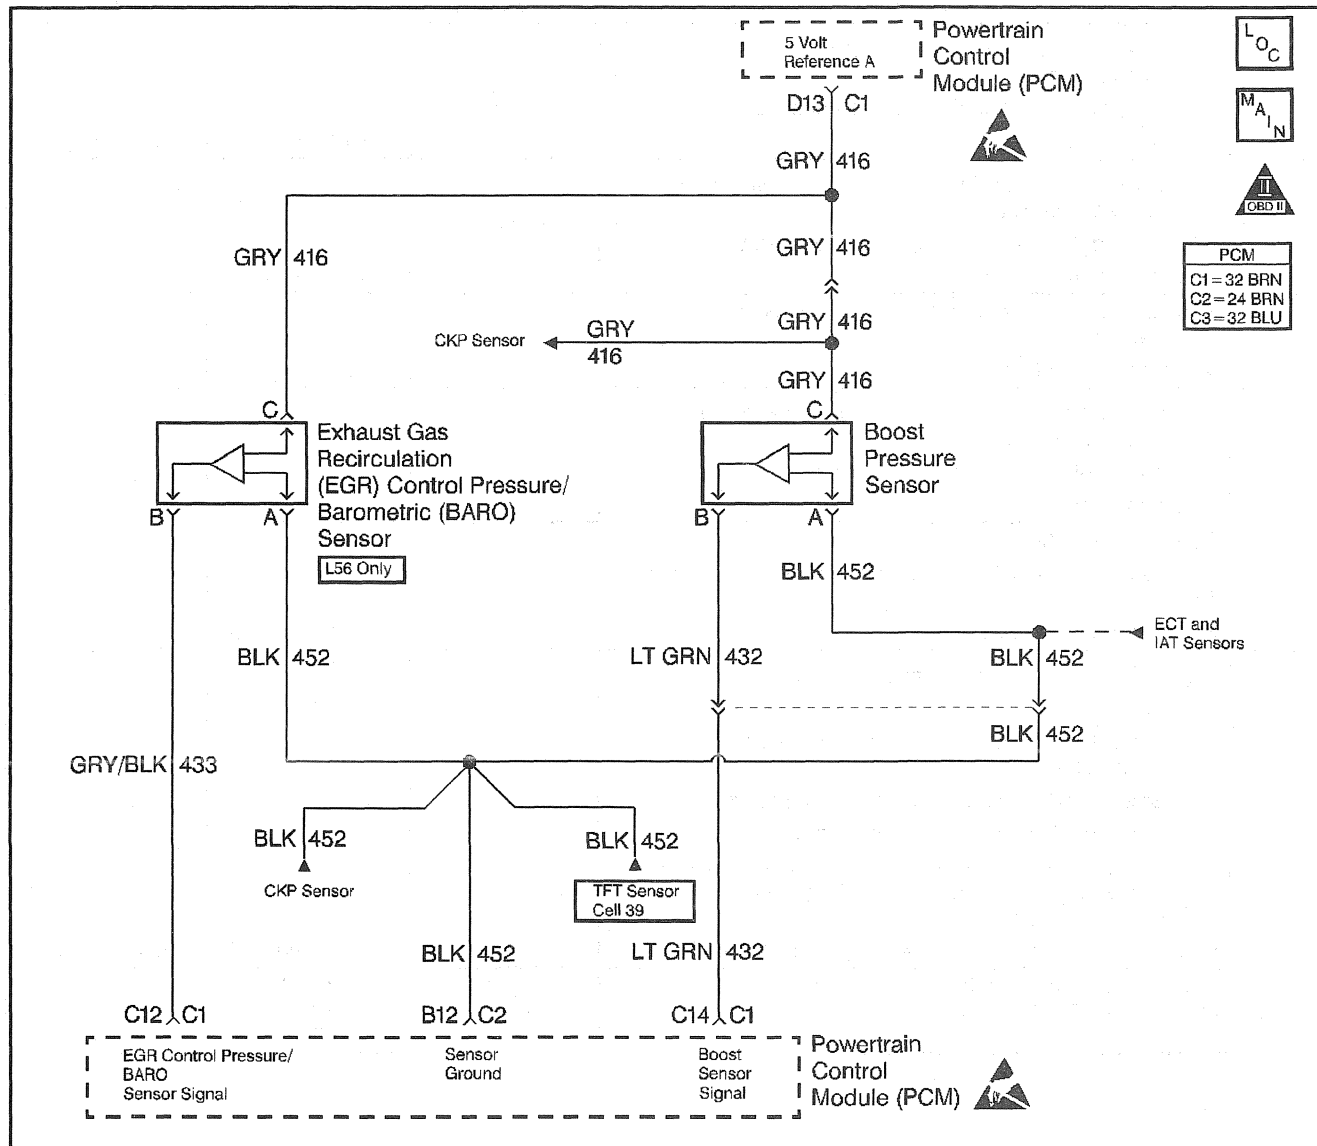 5 Volt
Reference A
Powertrain
Control
Module (PCM)
L
O
C
D13 C1
M
A
I
N
GRY 416
II
OBD II
GRY 416
GRY 416
PCM
C1=32 BRN
C2=24 BRN
C3=32 BLU
CKP Sensor
GRY
416
GRY 416
GRY 416
C
Exhaust Gas
Recirculation
(EGR) Control Pressure/
Barometric (BARO)
Sensor
L56 Only
C
Boost
Pressure
Sensor
B A
B A
BLK 452
ECT and
IAT Sensors
BLK 452
LT GRN 432
BLK 452
BLK 452
GRY/BLK 433
BLK 452
CKP Sensor
BLK 452
TFT Sensor
Cell 39
BLK 452
LT GRN 432
C12 C1
B12 C2
C14 C1
EGR Control Pressure/
BARO
Sensor Signal
Sensor
Ground
Boost
Sensor
Signal
Powertrain
Control
Module (PCM)